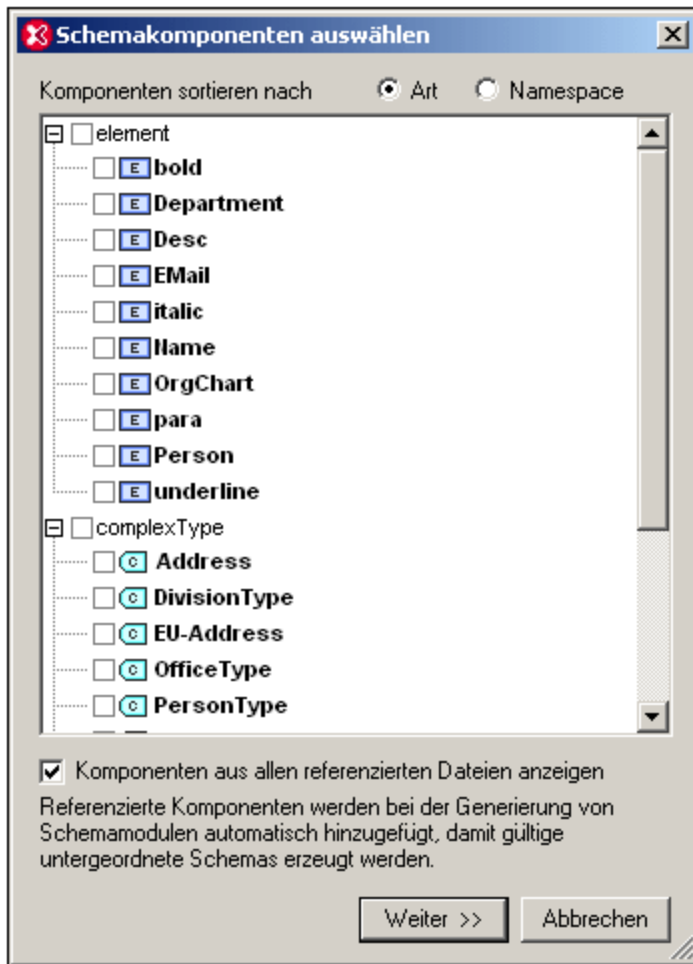 Schemakomponenten auswählen
Komponenten sortieren nach Art Namespace
element
E bold
E Department
E Desc
E EMail
E italic
E Name
E OrgChart
E para
E Person
E underline
complexType
C Address
C DivisionType
C EU-Address
C OfficeType
C PersonType
Komponenten aus allen referenzierten Dateien anzeigen
Referenzierte Komponenten werden bei der Generierung von
Schemamodulen automatisch hinzugefügt, damit gültige
untergeordnete Schemas erzeugt werden.
Weiter >> Abbrechen